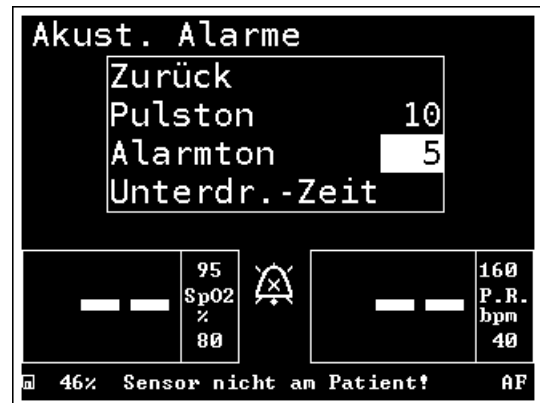 Akust. Alarme
Zurück
Pulston 10
Alarmton 5
Unterdr.-Zeit
-- 95 SpO2 % 80
-- 160 P.R. bpm 40
46% Sensor nicht am Patient! AF